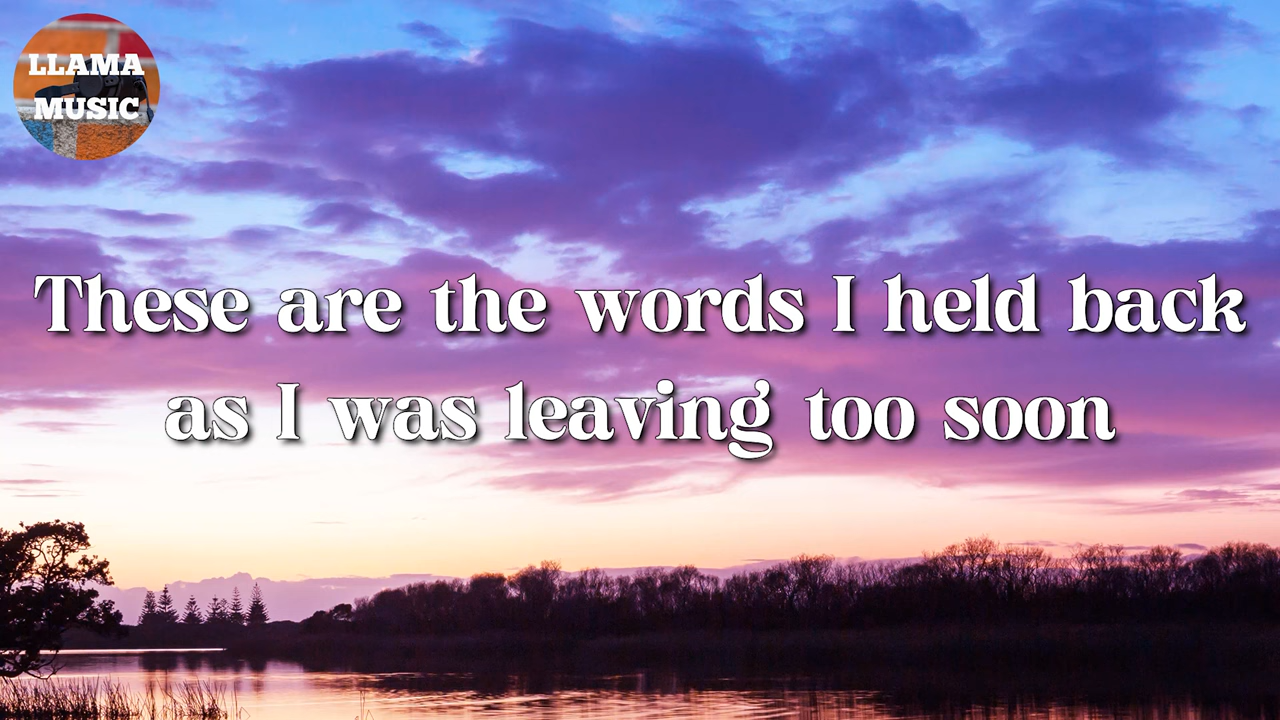 LLAMA
MUSIC
These are the words I held back
as I was leaving too soon